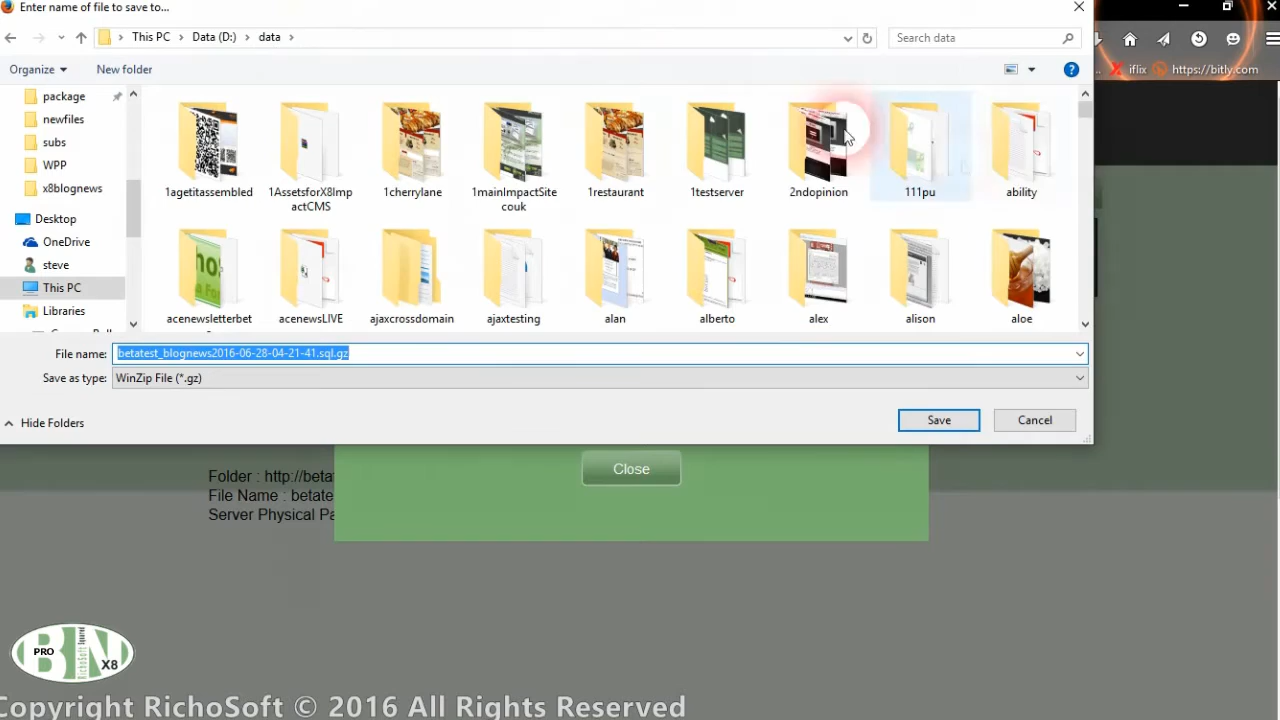 Enter name of file to save to...
This PC > Data (D:) > data >
Search data
Organize
New folder
iflix
https://bitly.com
package
newfiles
subs
WPP
x8blognews
Desktop
OneDrive
steve
This PC
Libraries
1agetitassembled
1AssetsforX8Imp
actCMS
1cherrylane
1mainImpactSite
couk
1restaurant
1testserver
2ndopinion
111pu
ability
acenewsletterbet
acenewsLIVE
ajaxcrossdomain
ajaxtesting
alan
alberto
alex
alison
aloe
File name: betatest_blognews2016-06-28-04-21-41.sql.gz
Save as type: WinZip File (*.gz)
Hide Folders
Save
Cancel
Close
Folder : http://beta
File Name : betate
Server Physical Pa
BN
PRO
RichoSoft Squared
X8
Copyright RichoSoft © 2016 All Rights Reserved